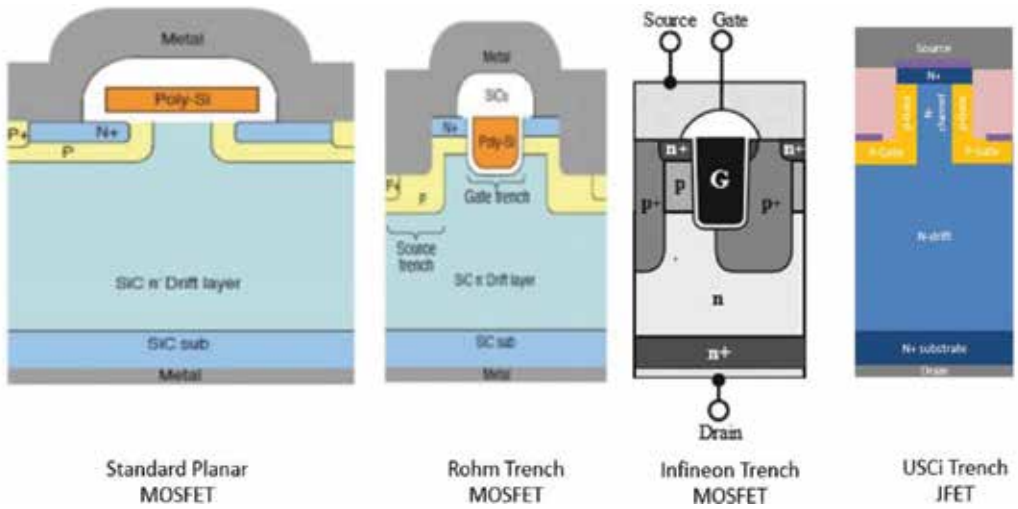 Metal
Poly-Si
P+
N+
P
SiC n⁻ Drift layer
SiC sub
Metal
Standard Planar
MOSFET
Metal
N+
Poly-Si
P+
p
Gate trench
Source
trench
SiC n⁻ Drift layer
SiC sub
Metal
Rohm Trench
MOSFET
Source
Gate
n+
n+
p
G
p+
p+
n
n+
Drain
Infineon Trench
MOSFET
Source
N+
N-
channel
P-Gate
P-Gate
N-drift
N+ substrate
Drain
USCi Trench
JFET